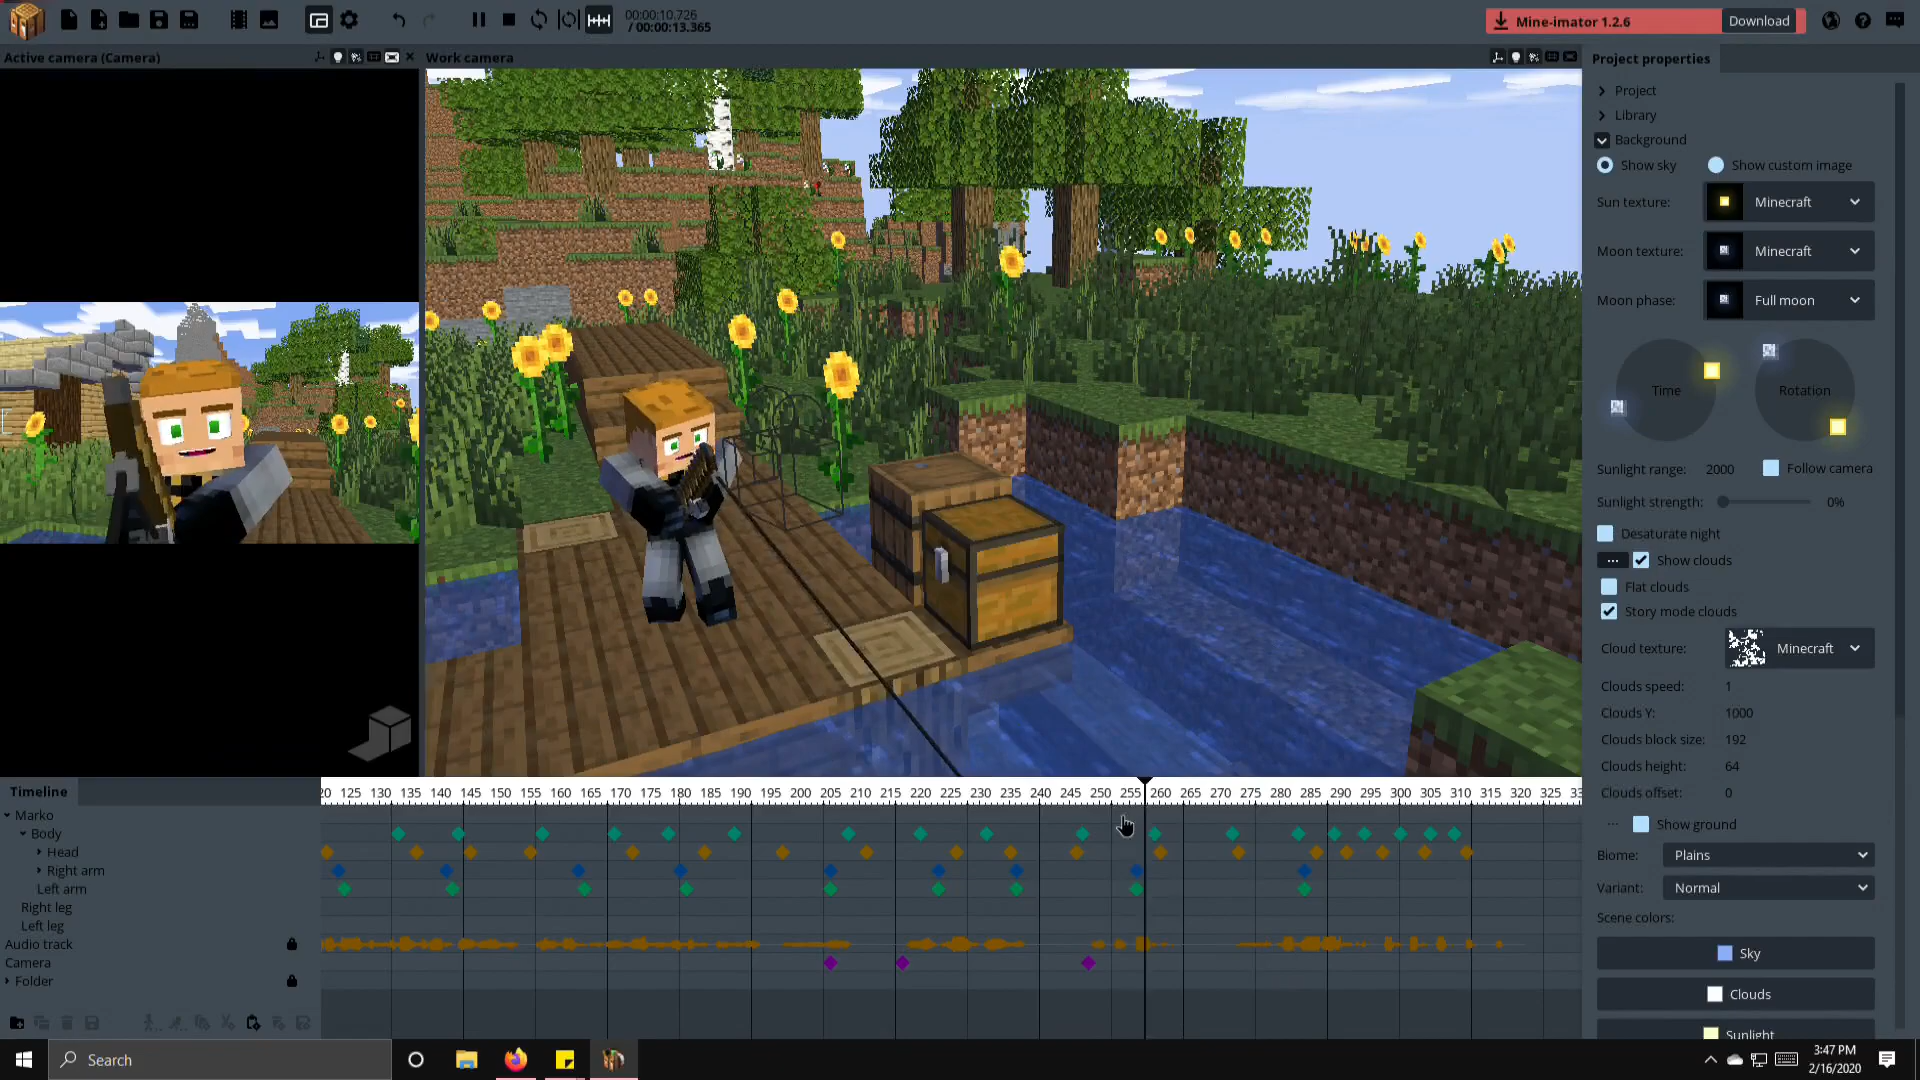 00:00:10.726
/ 00:00:13.365
Mine-imator 1.2.6
Download
Active camera (Camera)
Work camera
Project properties
Project
Library
Background
Show sky
Show custom image
Sun texture:
Minecraft
Moon texture:
Minecraft
Moon phase:
Full moon
Time
Rotation
Sunlight range:
2000
Follow camera
Sunlight strength:
0%
Desaturate night
Show clouds
Flat clouds
Story mode clouds
Cloud texture:
Minecraft
Clouds speed:
1
Clouds Y:
1000
Clouds block size:
192
Clouds height:
64
Clouds offset:
0
Show ground
Biome:
Plains
Variant:
Normal
Scene colors:
Sky
Clouds
Sunlight
Timeline
20 125 130 135 140 145 150 155 160 165 170 175 180 185 190 195 200 205 210 215 220 225 230 235 240 245 250 255 260 265 270 275 280 285 290 295 300 305 310 315 320 325 33
Marko
Body
Head
Right arm
Left arm
Right leg
Left leg
Audio track
Camera
Folder
Search
3:47 PM
2/16/2020